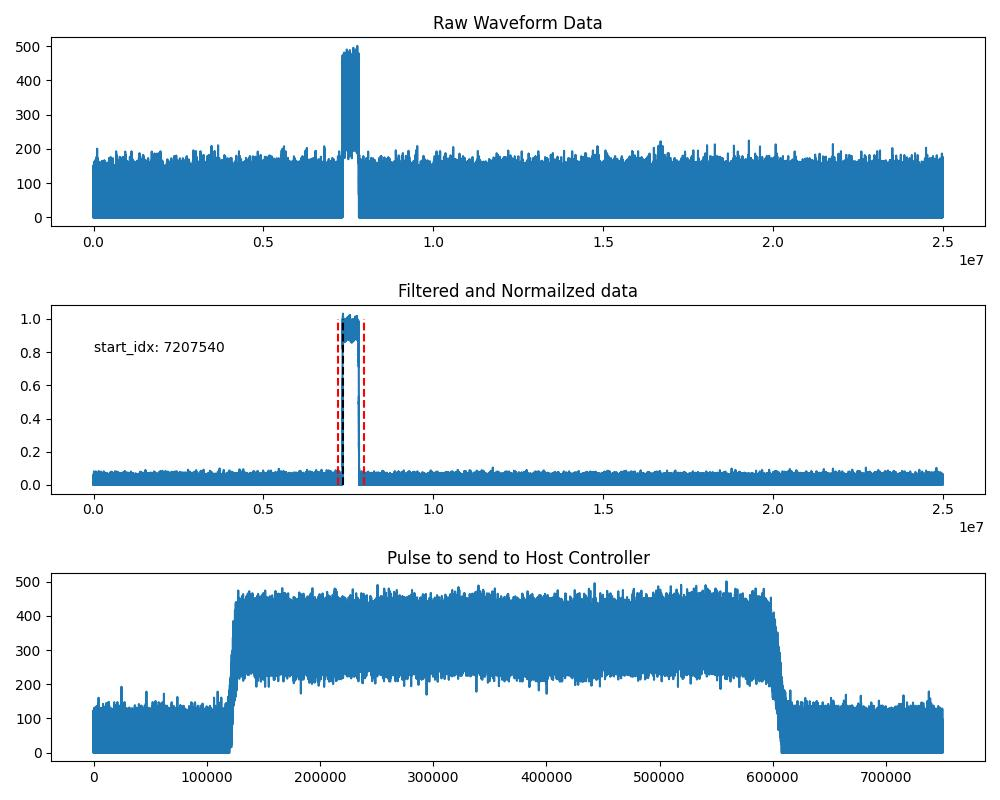 Raw Waveform Data
500
400
300
200
100
0
0.0 0.5 1.0 1.5 2.0 2.5
1e7
Filtered and Normailzed data
1.0
0.8
0.6
0.4
0.2
0.0
start_idx: 7207540
0.0 0.5 1.0 1.5 2.0 2.5
1e7
Pulse to send to Host Controller
500
400
300
200
100
0
0 100000 200000 300000 400000 500000 600000 700000